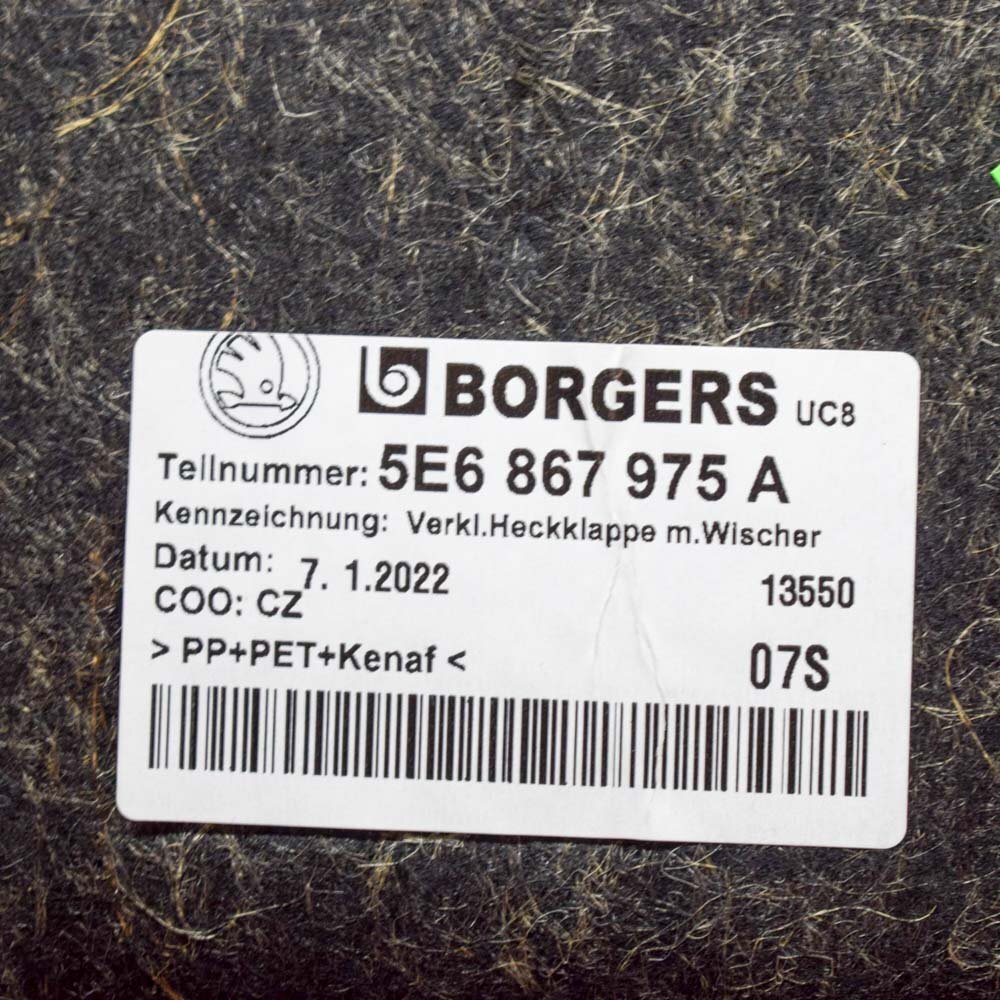 BORGERS UC8
Teilnummer: 5E6 867 975 A
Kennzeichnung: Verkl.Heckklappe m.Wischer
Datum: 7. 1.2022 13550
COO: CZ
> PP+PET+Kenaf < 07S